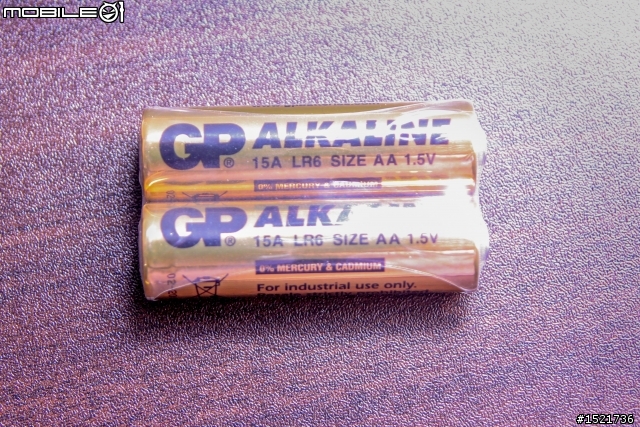 MOBILE01
GP® ALKALINE
15A LR6 SIZE AA 1.5V
0% MERCURY & CADMIUM
GP® ALKA
15A LR6 SIZE AA 1.5V
0% MERCURY & CADMIUM
For industrial use only.
#1521736